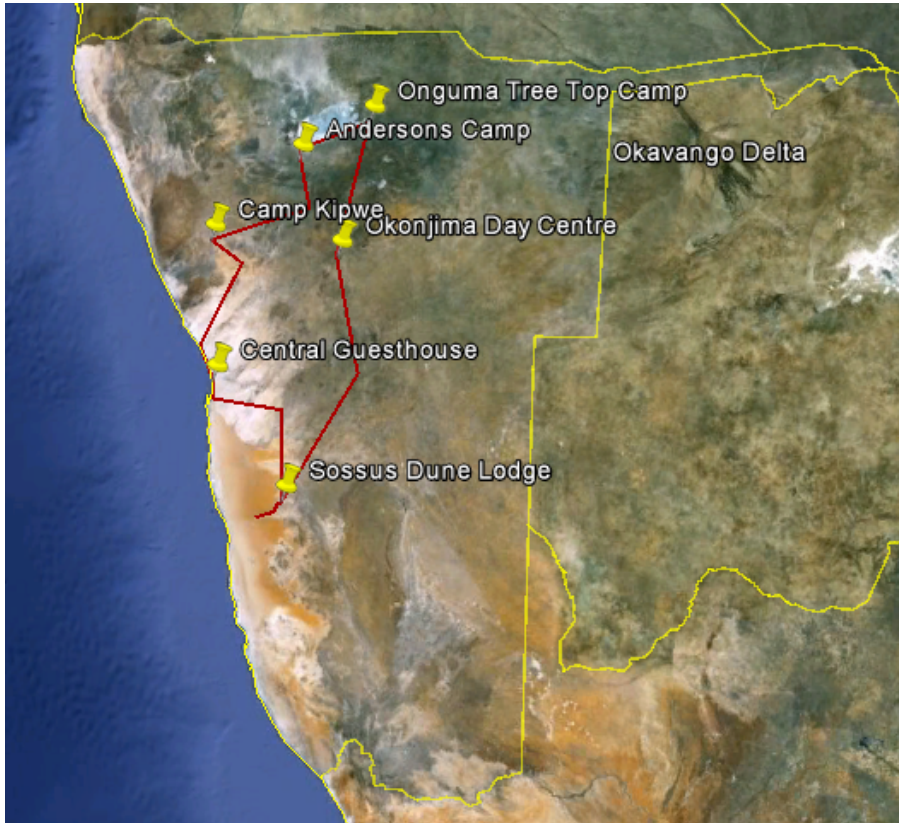 Onguma Tree Top Camp
Andersons Camp
Okavango Delta
Camp Kipwe
Okonjima Day Centre
Central Guesthouse
Sossus Dune Lodge